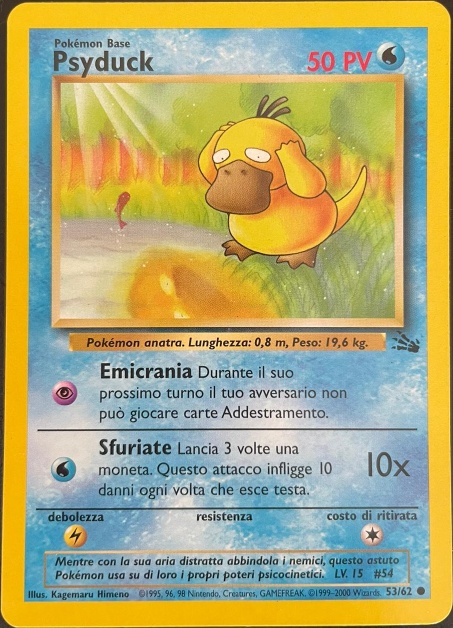 Pokémon Base
Psyduck
50 PV
Pokémon anatra. Lunghezza: 0,8 m, Peso: 19,6 kg.
Emicrania Durante il suo
prossimo turno il tuo avversario non
può giocare carte Addestramento.
Sfuriate Lancia 3 volte una
moneta. Questo attacco infligge 10
danni ogni volta che esce testa.
10x
debolezza resistenza costo di ritirata
Mentre con la sua aria distratta abbindola i nemici, questo astuto
Pokémon usa su di loro i propri poteri psicocinetici. LV. 15 #54
Illus. Kagemaru Himeno ©1995, 96, 98 Nintendo, Creatures, GAMEFREAK. ©1999-2000 Wizards. 53/62